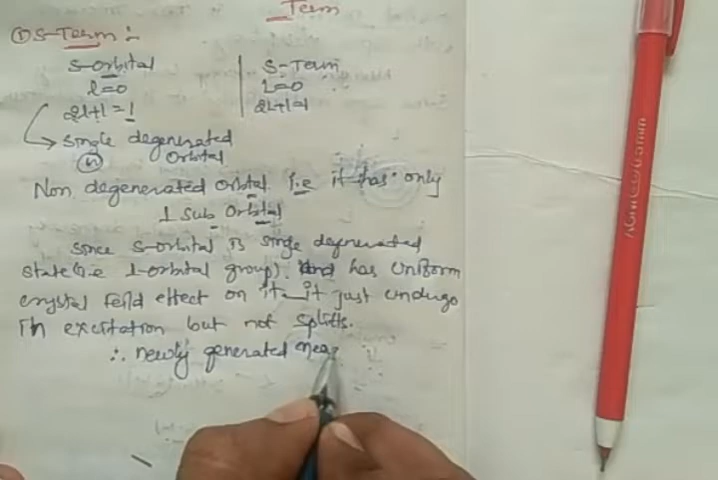 Term
① S-Term :-
S-orbital
l=0
2l+1 = 1
S-Term
L=0
2L+1=1
→ Single degenerated
orbital
Non degenerated orbital i.e it has only
1 Sub Orbital
Since S-orbital is single degenerated
state (i.e 1-orbital group). And has Uniform
crystal feild effect on it it just undugo
in excitation but not splitts.
∴ newly generated